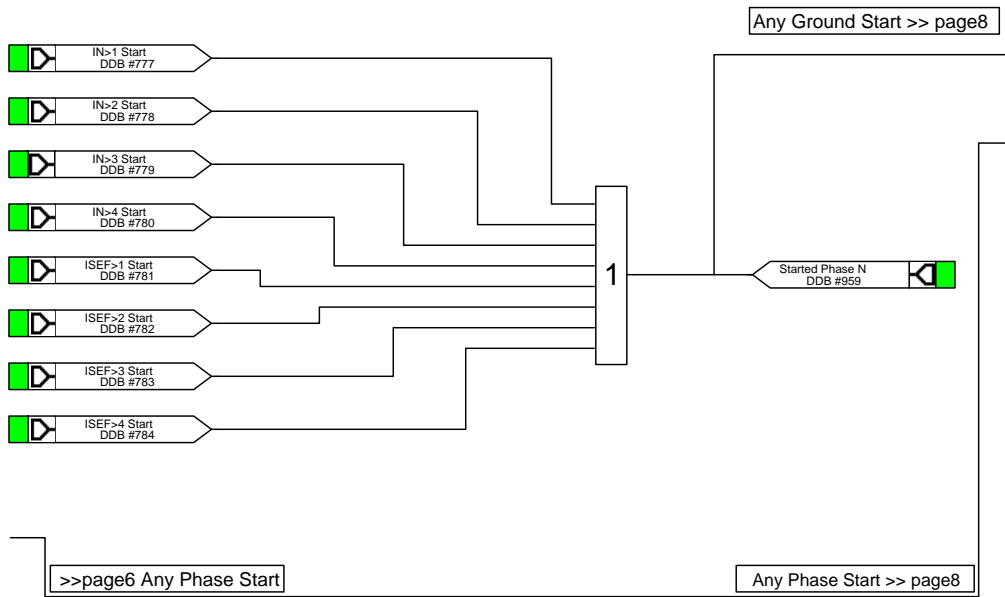 Any Ground Start >> page8
IN>1 Start
DDB #777
IN>2 Start
DDB #778
IN>3 Start
DDB #779
IN>4 Start
DDB #780
ISEF>1 Start
DDB #781
1
Started Phase N
DDB #959
ISEF>2 Start
DDB #782
ISEF>3 Start
DDB #783
ISEF>4 Start
DDB #784
>>page6 Any Phase Start
Any Phase Start >> page8